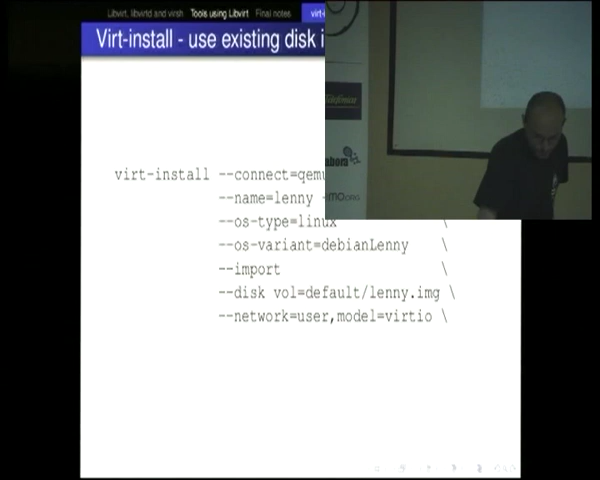 Libvirt, libvirtd and virsh Tools using Libvirt Final notes virt-i
Virt-install - use existing disk i
virt-install --connect=qemu
--name=lenny -
--os-type=linux \
--os-variant=debianLenny \
--import \
--disk vol=default/lenny.img \
--network=user,model=virtio \